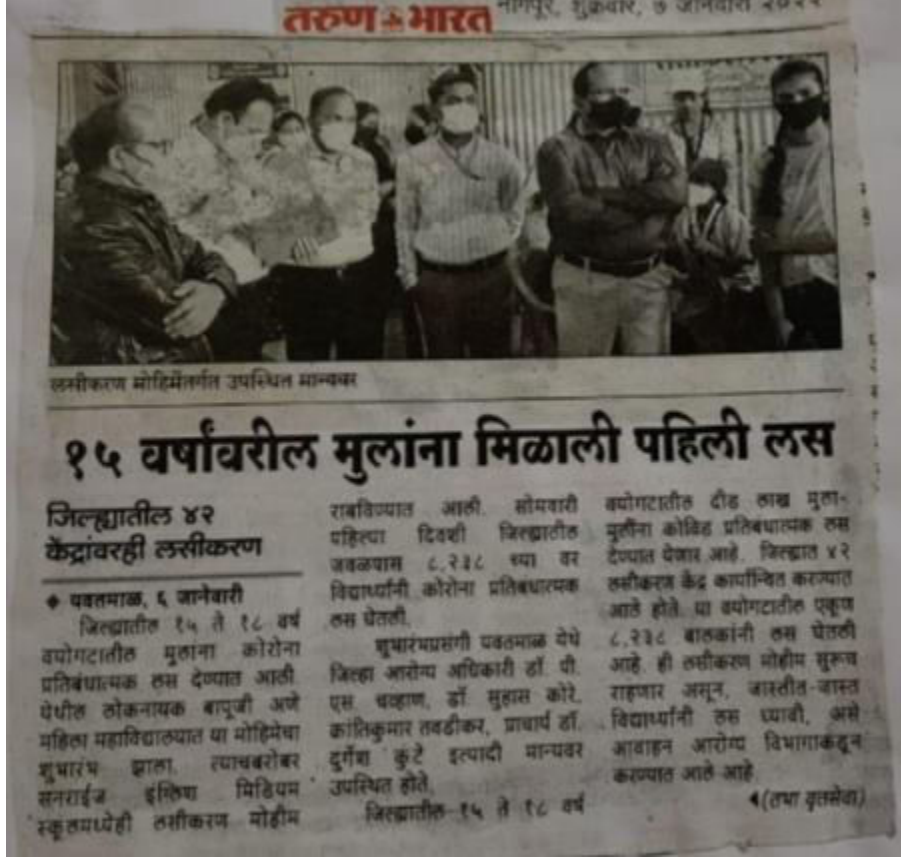 तरुण भारत
नागपूर, शुक्रवार, ७ जानेवारी २०२२
लसीकरण मोहिमेंतर्गत उपस्थित मान्यवर
१५ वर्षांवरील मुलांना मिळाली पहिली लस
जिल्ह्यातील ४२
केंद्रांवरही लसीकरण
◆ यवतमाळ, ६ जानेवारी
जिल्ह्यातील १५ ते १८ वर्ष
वयोगटातील मुलांना कोरोना
प्रतिबंधात्मक लस देण्यात आली.
येथील लोकनायक बापूजी अणे
महिला महाविद्यालयात या मोहिमेचा
शुभारंभ झाला. त्याचबरोबर
सनराईज इंग्लिश मिडियम
स्कूलमध्येही लसीकरण मोहीम
राबविण्यात आली. सोमवारी
पहिल्या दिवशी जिल्ह्यातील
जवळपास ८,२३८ च्या वर
विद्यार्थ्यांनी कोरोना प्रतिबंधात्मक
लस घेतली.
शुभारंभप्रसंगी यवतमाळ येथे
जिल्हा आरोग्य अधिकारी डॉ. पी.
एस. चव्हाण, डॉ. सुहास कोरे,
क्रांतिकुमार नवढीकर, प्राचार्य डॉ.
दुर्गेश कुंटे इत्यादी मान्यवर
उपस्थित होते.
जिल्ह्यातील १५ ते १८ वर्ष
वयोगटातील दीड लाख मुला-
मुलींना कोविड प्रतिबंधात्मक लस
देण्यात येणार आहे. जिल्ह्यात ४२
लसीकरण केंद्र कार्यान्वित करण्यात
आले होते. या वयोगटातील एकूण
८,२३८ बालकांनी लस घेतली
आहे. ही लसीकरण मोहीम सुरूच
राहणार असून, जास्तीत-जास्त
विद्यार्थ्यांनी लस घ्यावी, असे
आवाहन आरोग्य विभागाकडून
करण्यात आले आहे.
(तभा वृत्तसेवा)